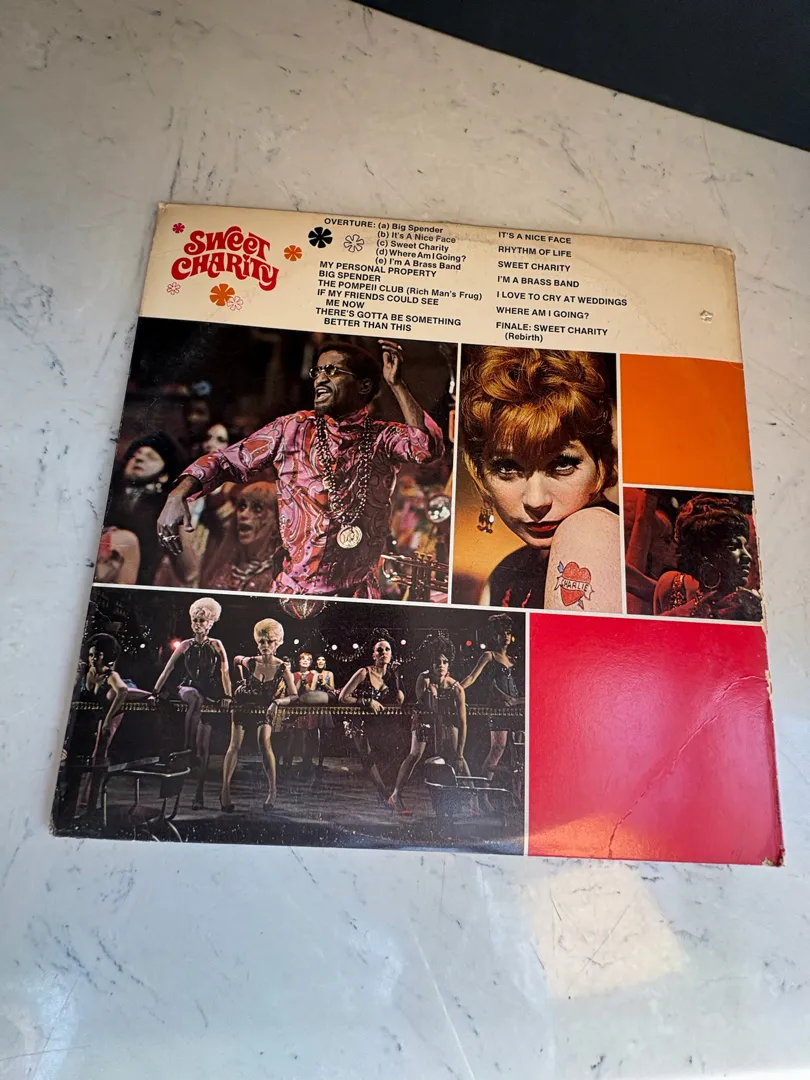 SWEET
CHARITY
OVERTURE: (a) Big Spender
(b) It's A Nice Face
(c) Sweet Charity
(d) Where Am I Going?
(e) I'm A Brass Band
MY PERSONAL PROPERTY
BIG SPENDER
THE POMPEII CLUB (Rich Man's Frug)
IF MY FRIENDS COULD SEE
ME NOW
THERE'S GOTTA BE SOMETHING
BETTER THAN THIS
IT'S A NICE FACE
RHYTHM OF LIFE
SWEET CHARITY
I'M A BRASS BAND
I LOVE TO CRY AT WEDDINGS
WHERE AM I GOING?
FINALE: SWEET CHARITY
(Rebirth)
CHARLIE